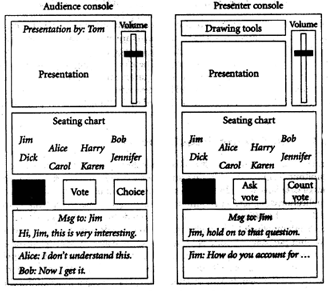 Audience console
Presentation by: Tom
Volume
Presentation
Seating chart
Jim
Bob
Alice Harry
Dick
Jennifer
Carol Karen
Vote
Choice
Msg to: Jim
Hi, Jim, this is very interesting.
Alice: I don't understand this.
Bob: Now I get it.
Presenter console
Drawing tools
Volume
Presentation
Seating chart
Jim
Bob
Alice Harry
Dick
Jennifer
Carol Karen
Ask
vote
Count
vote
Msg to: Jim
Jim, hold on to that question.
Jim: How do you account for ...